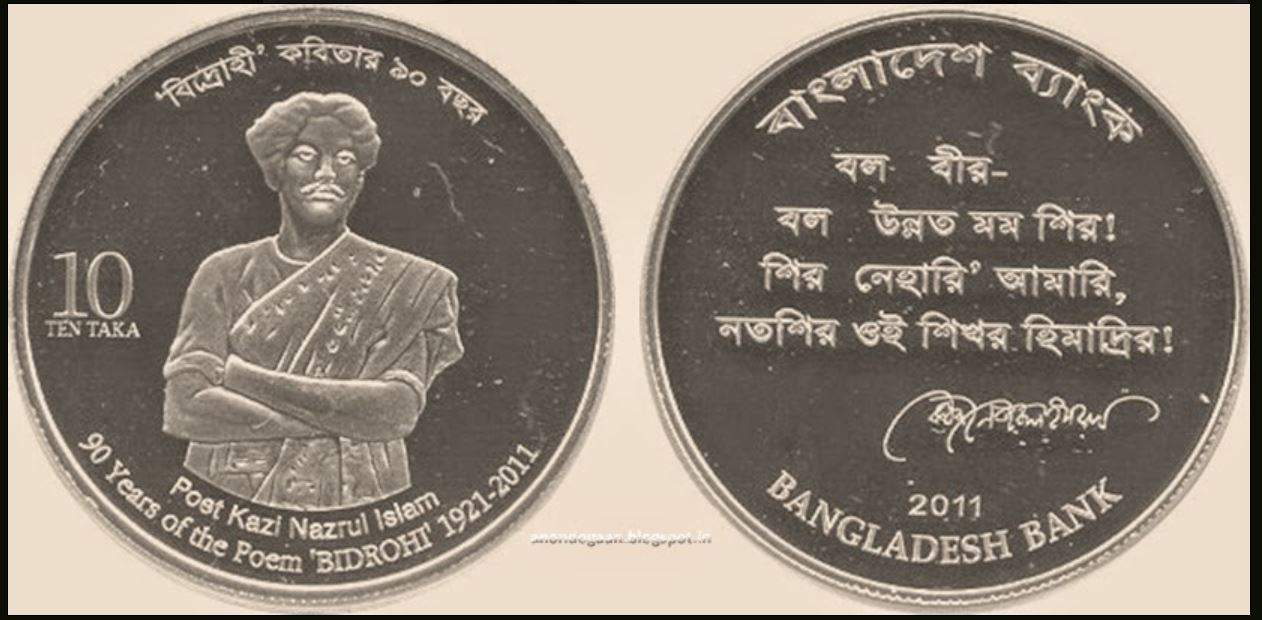 'বিদ্রোহী' কবিতার ৯০ বছর
10
TEN TAKA
Poet Kazi Nazrul Islam
90 Years of the Poem 'BIDROHI' 1921-2011
বাংলাদেশ ব্যাংক
বল বীর-
বল উন্নত মম শির!
শির নেহারি' আমারি,
নতশির ওই শিখর হিমাদ্রির!
2011
BANGLADESH BANK
anondogaan.blogspot.in